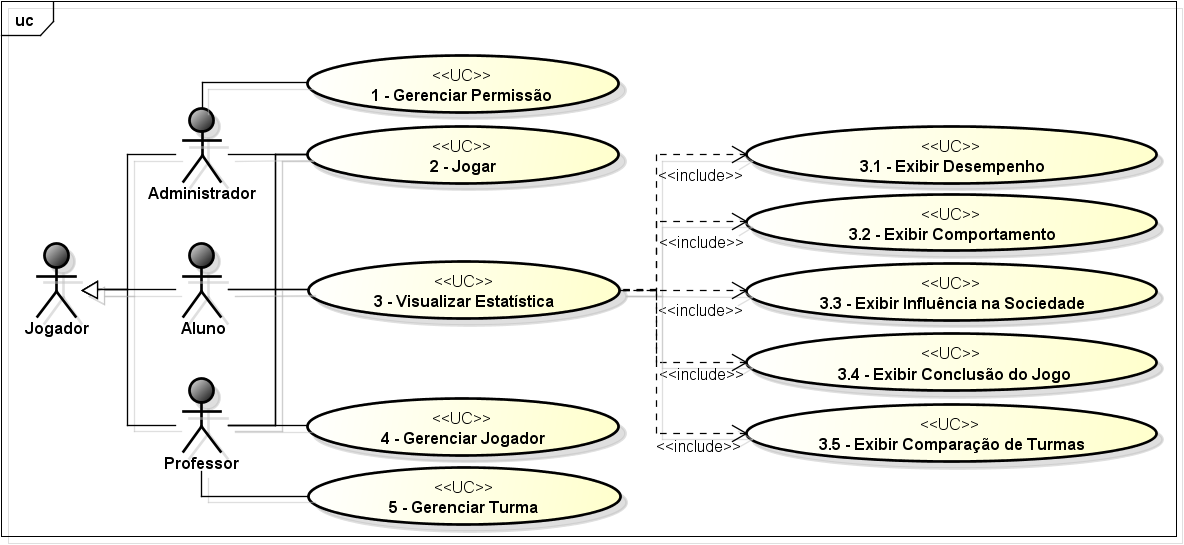 uc
<<UC>>
1 - Gerenciar Permissão
Administrador
<<UC>>
2 - Jogar
<<UC>>
3.1 - Exibir Desempenho
<<include>>
<<UC>>
3.2 - Exibir Comportamento
<<include>>
Jogador
Aluno
<<UC>>
3 - Visualizar Estatística
<<UC>>
3.3 - Exibir Influência na Sociedade
<<include>>
<<UC>>
3.4 - Exibir Conclusão do Jogo
<<include>>
Professor
<<UC>>
4 - Gerenciar Jogador
<<UC>>
3.5 - Exibir Comparação de Turmas
<<include>>
<<UC>>
5 - Gerenciar Turma